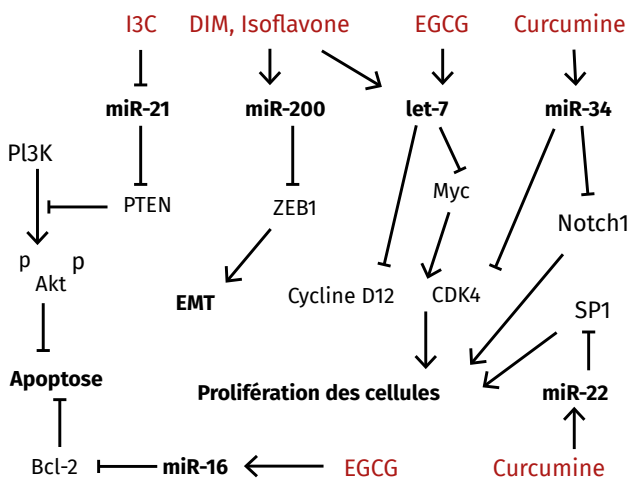 I3C DIM, Isoflavone EGCG Curcumine
miR-21 miR-200 let-7 miR-34
Pl3K
PTEN ZEB1 Myc
Notch1
p p
Akt
EMT Cycline D12 CDK4
SP1
Apoptose
Prolifération des cellules miR-22
Bcl-2 miR-16 EGCG Curcumine